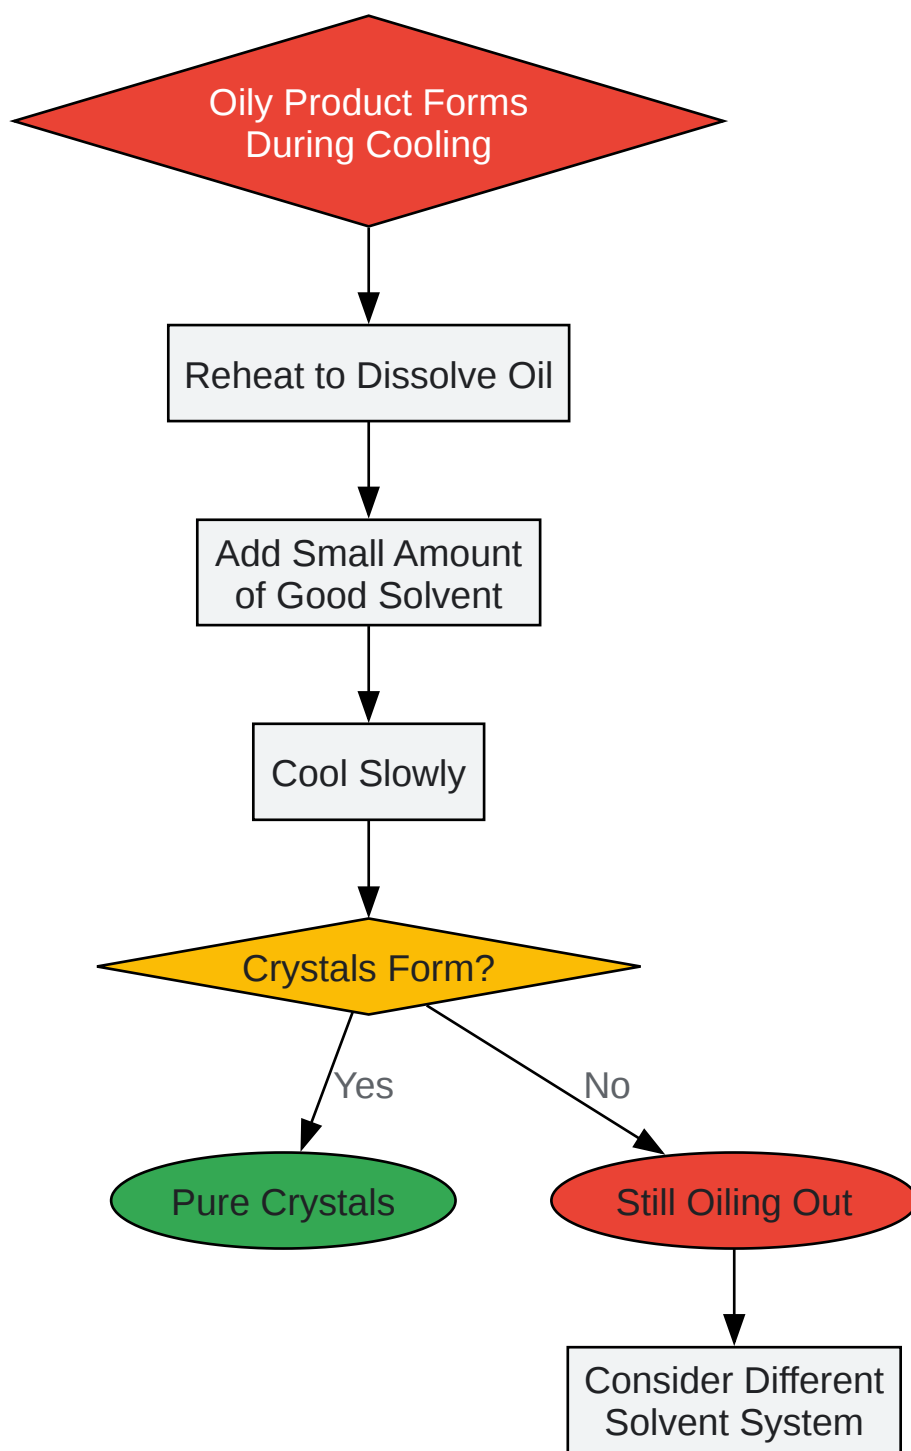 Oily Product Forms
During Cooling
Reheat to Dissolve Oil
Add Small Amount
of Good Solvent
Cool Slowly
Crystals Form?
Yes
No
Pure Crystals
Still Oiling Out
Consider Different
Solvent System